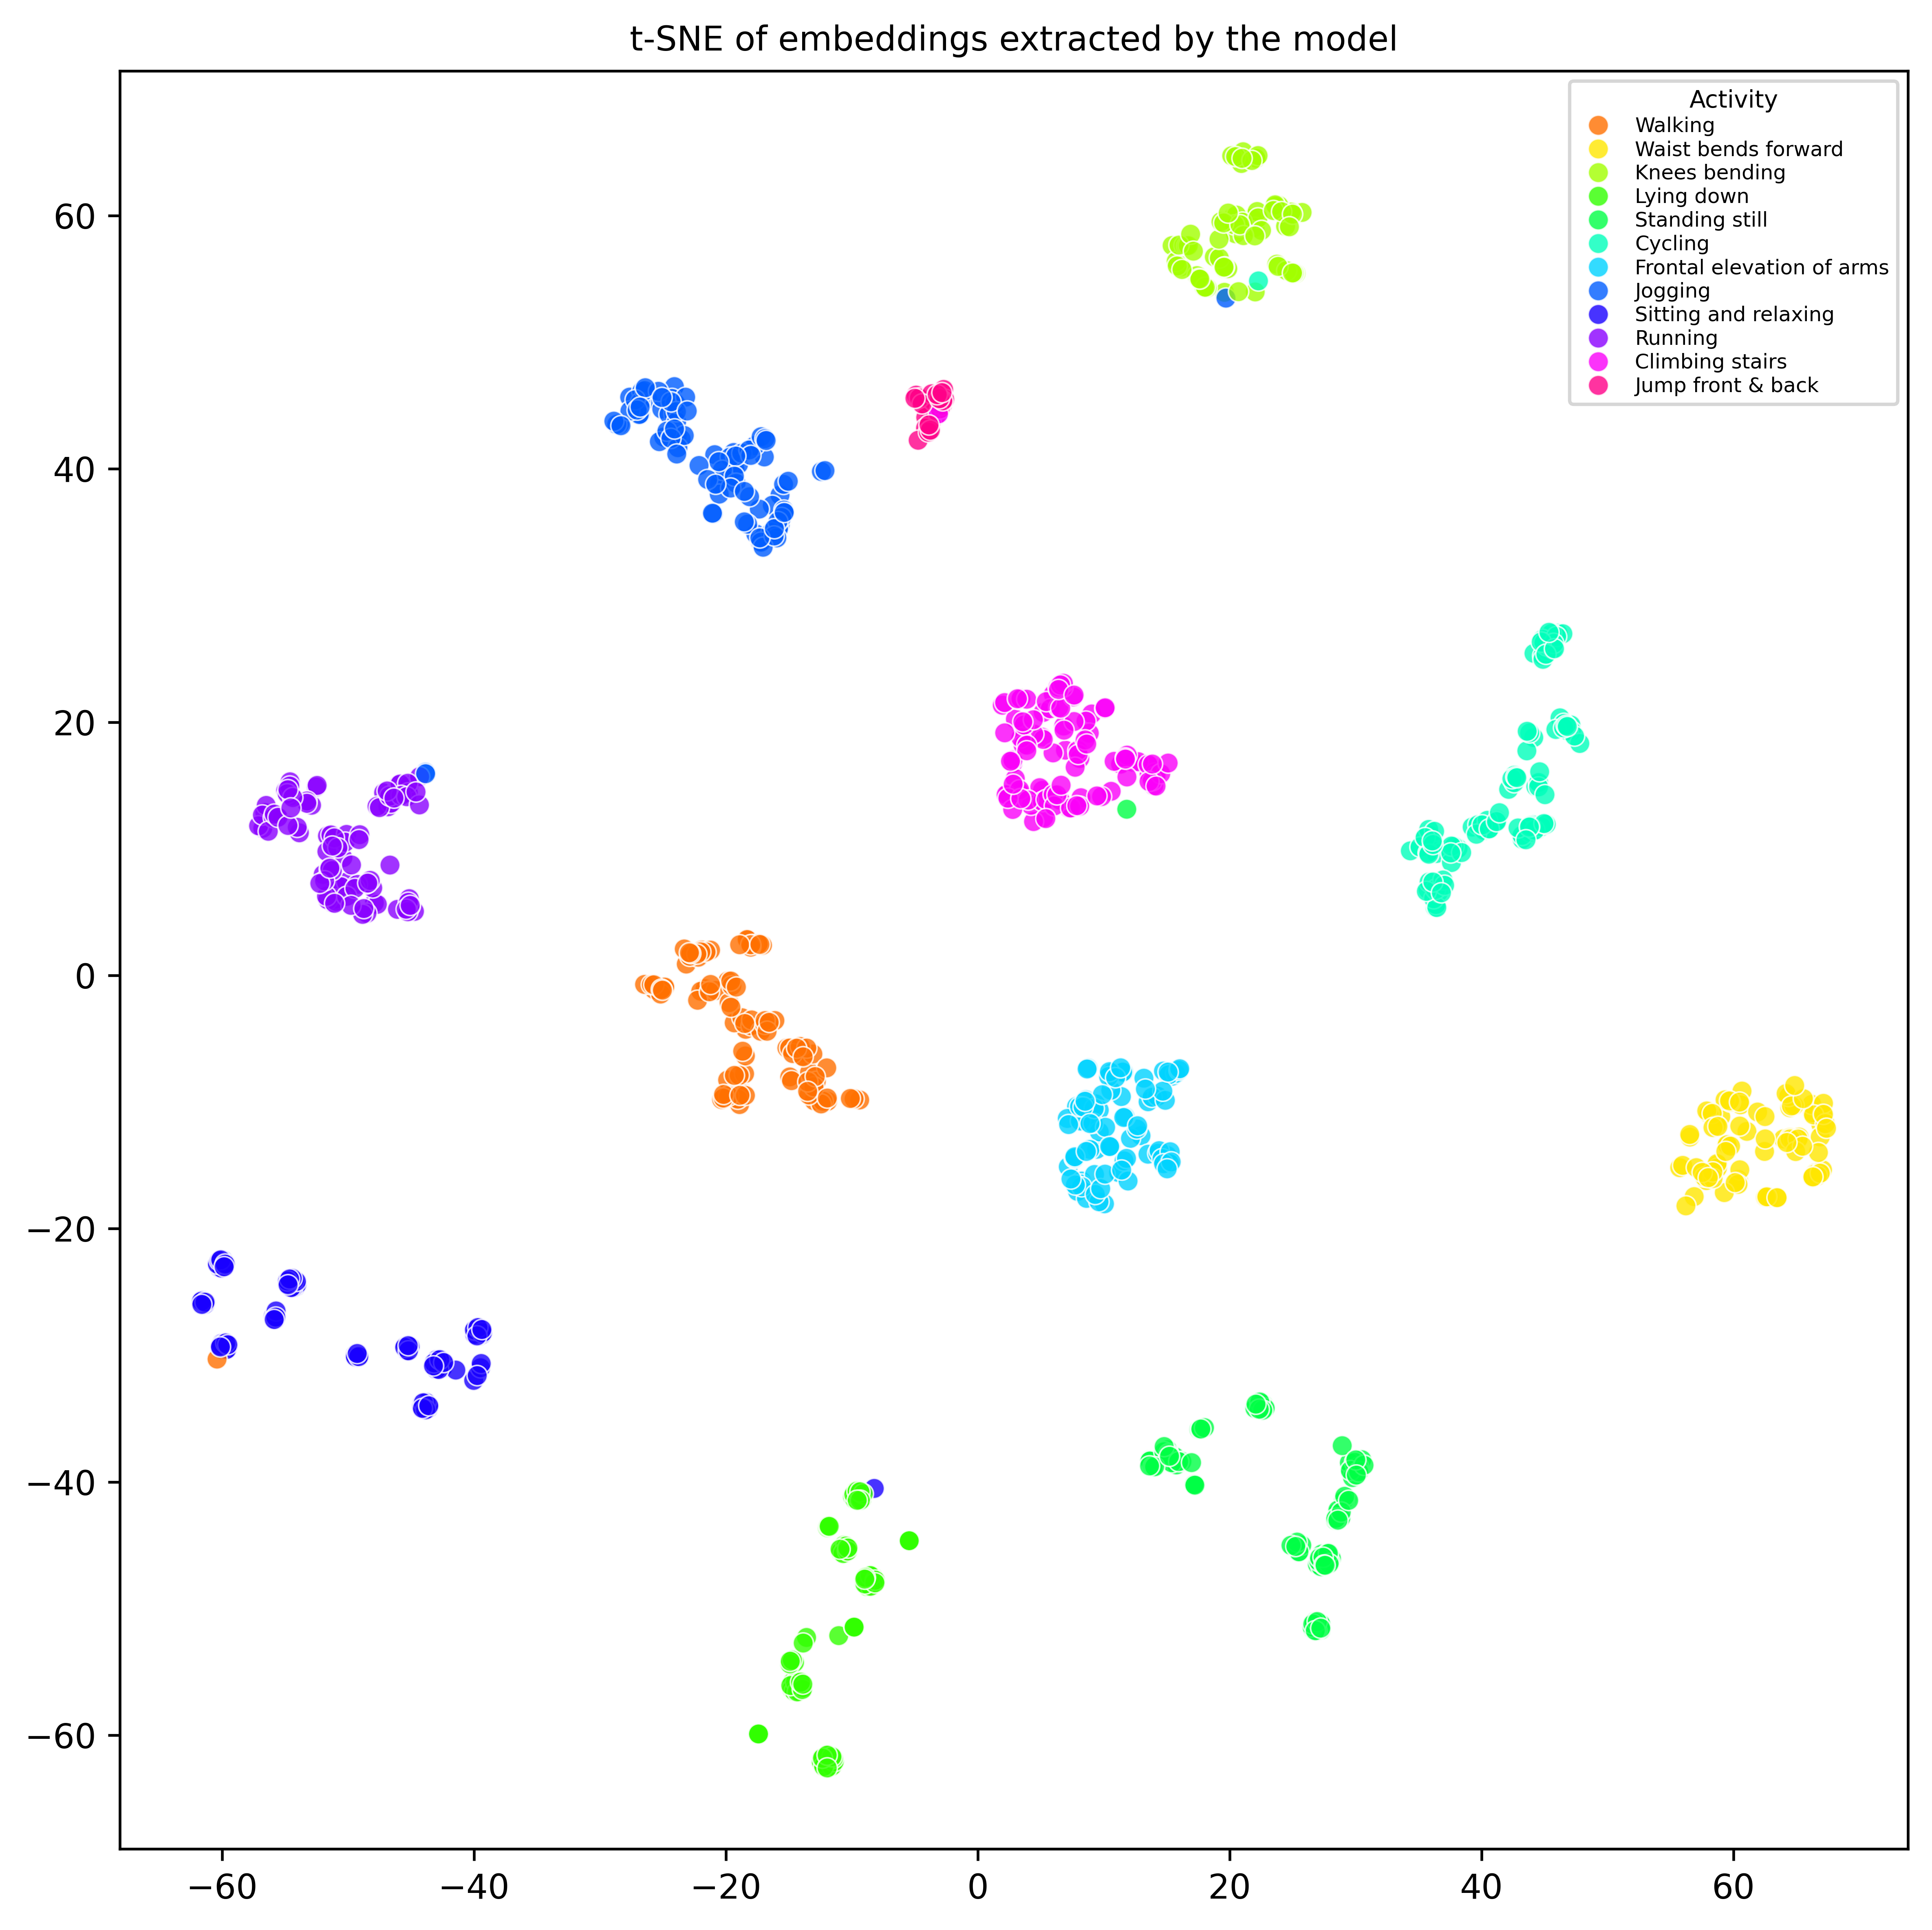 t-SNE of embeddings extracted by the model
Activity
Walking
Waist bends forward
Knees bending
Lying down
Standing still
Cycling
Frontal elevation of arms
Jogging
Sitting and relaxing
Running
Climbing stairs
Jump front & back
60
40
20
0
−20
−40
−60
−60 −40 −20 0 20 40 60